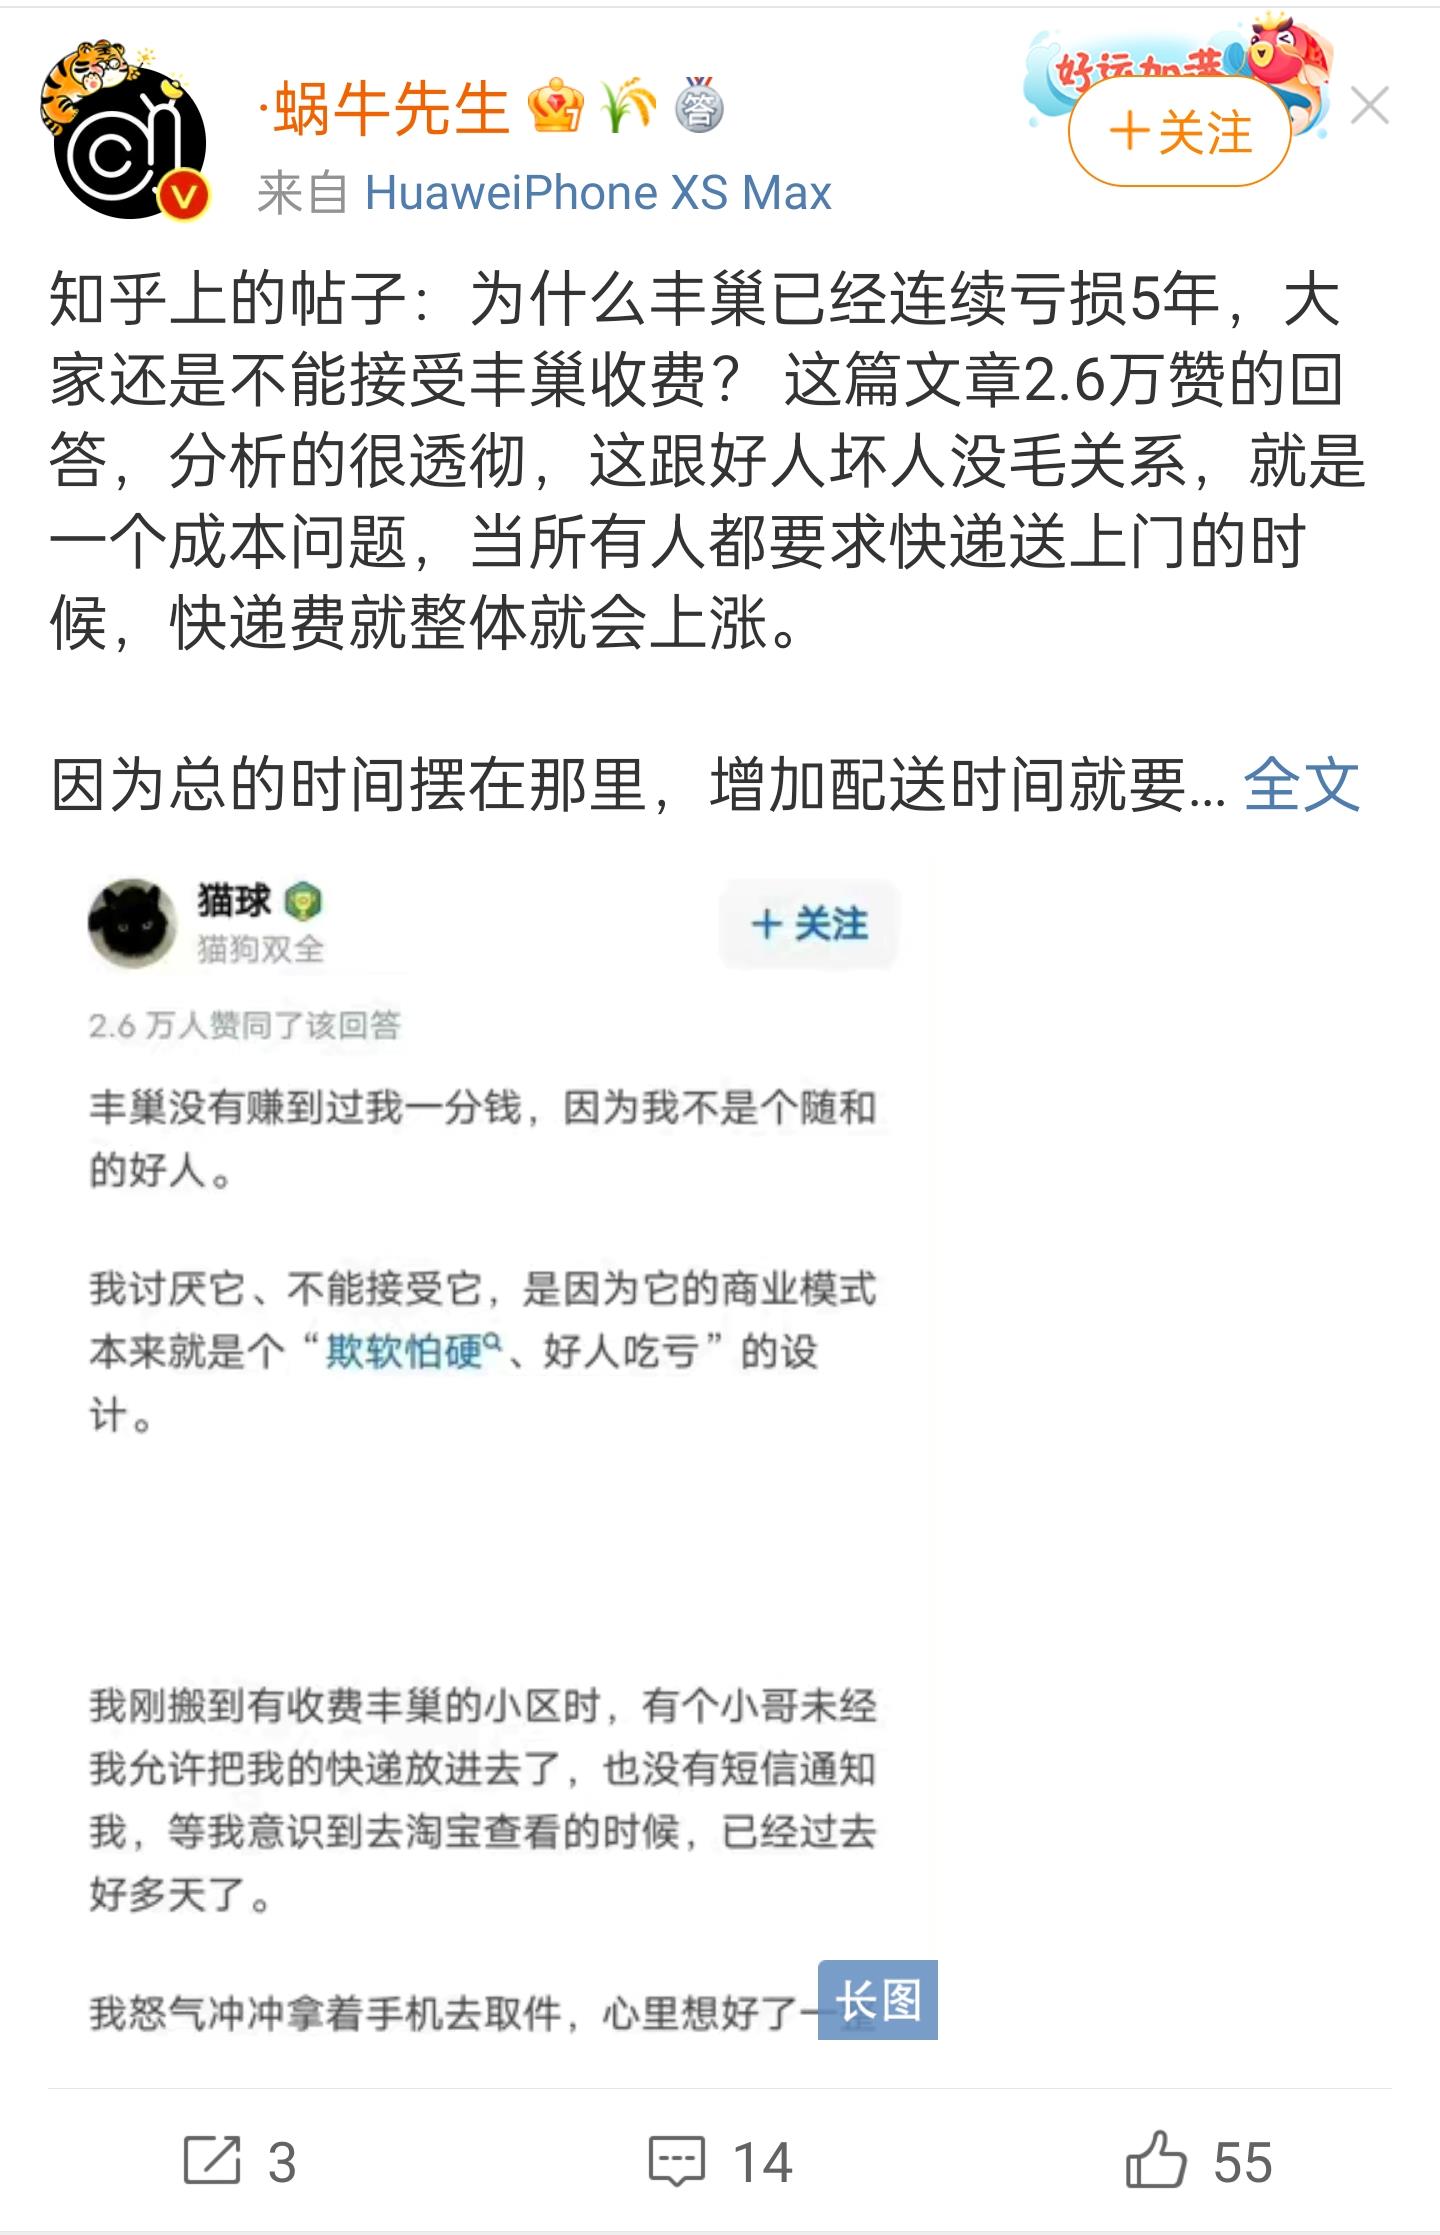 好运加满
·蜗牛先生
答
+关注
来自 HuaweiPhone XS Max
知乎上的帖子：为什么丰巢已经连续亏损5年，大
家还是不能接受丰巢收费？ 这篇文章2.6万赞的回
答，分析的很透彻，这跟好人坏人没毛关系，就是
一个成本问题，当所有人都要求快递送上门的时
候，快递费就整体就会上涨。
因为总的时间摆在那里，增加配送时间就要... 全文
猫球
猫狗双全
+ 关注
2.6 万人赞同了该回答
丰巢没有赚到过我一分钱，因为我不是个随和
的好人。
我讨厌它、不能接受它，是因为它的商业模式
本来就是个“欺软怕硬、好人吃亏”的设
计。
我刚搬到有收费丰巢的小区时，有个小哥未经
我允许把我的快递放进去了，也没有短信通知
我，等我意识到去淘宝查看的时候，已经过去
好多天了。
我怒气冲冲拿着手机去取件，心里想好了一
长图
3
14
55